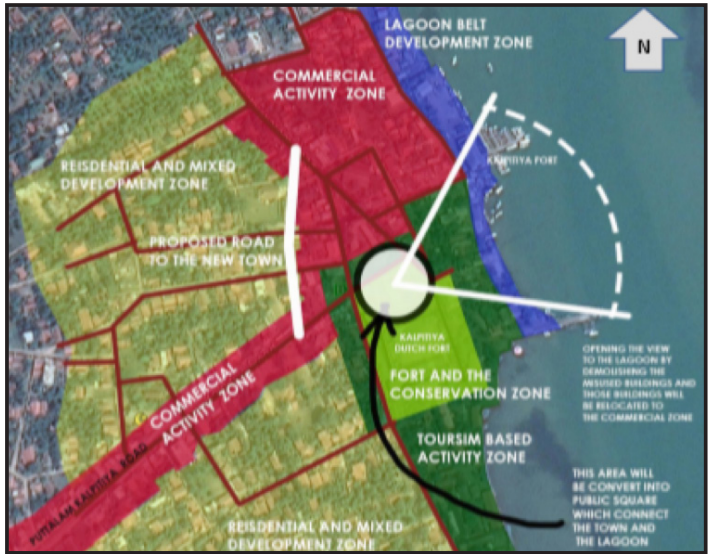 LAGOON BELT
DEVELOPMENT ZONE
N
COMMERCIAL
ACTIVITY ZONE
KALPITIYA FORT
REISDENTIAL AND MIXED
DEVELOPMENT ZONE
PROPOSED ROAD
TO THE NEW TOWN
KALPITIYA
DUTCH FORT
OPENING THE VIEW
TO THE LAGOON BY
DEMOLISHING THE
MISUSED BUILDINGS AND
THOSE BUILDINGS WILL
BE RELOCATED TO
THE COMMERCIAL ZONE
FORT AND THE
CONSERVATION ZONE
COMMERCIAL
ACTIVITY ZONE
TOURSIM BASED
ACTIVITY ZONE
PUTTALAM KALPITIYA ROAD
THIS AREA WILL
BE CONVERT INTO
PUBLIC SQUARE
WHICH CONNECT
THE TOWN AND
THE LAGOON
REISDENTIAL AND MIXED
DEVELOPMENT ZONE